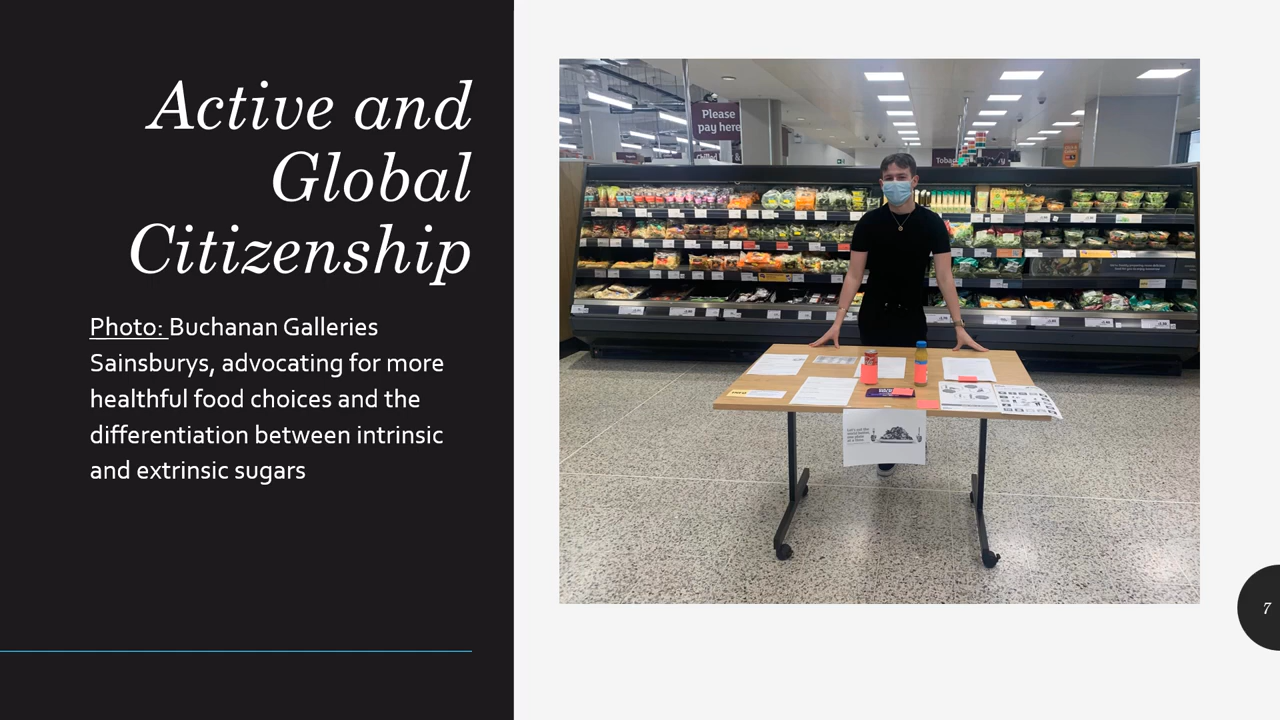 Active and
Global
Citizenship
Photo: Buchanan Galleries
Sainsburys, advocating for more
healthful food choices and the
differentiation between intrinsic
and extrinsic sugars
Please
pay here
7